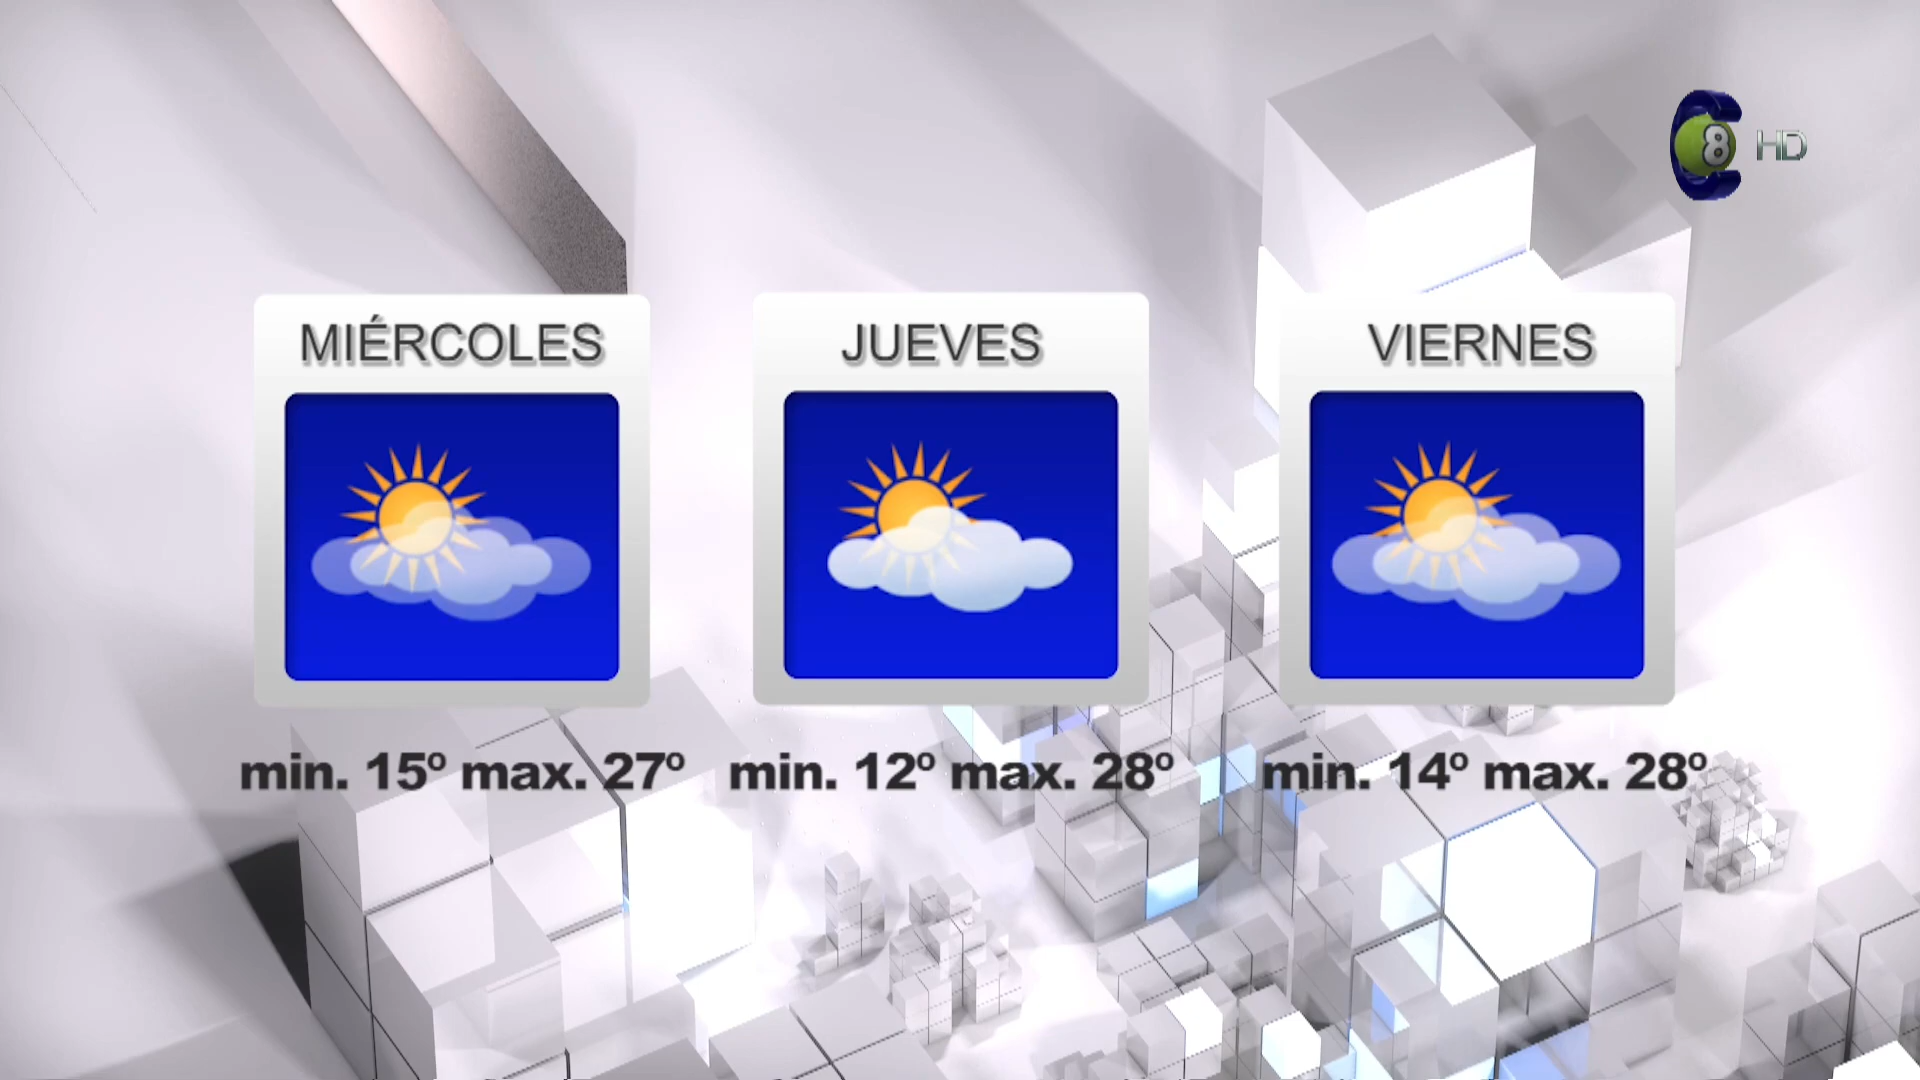 8 HD
MIÉRCOLES
JUEVES
VIERNES
min. 15º max. 27º
min. 12º max. 28º
min. 14º max. 28º